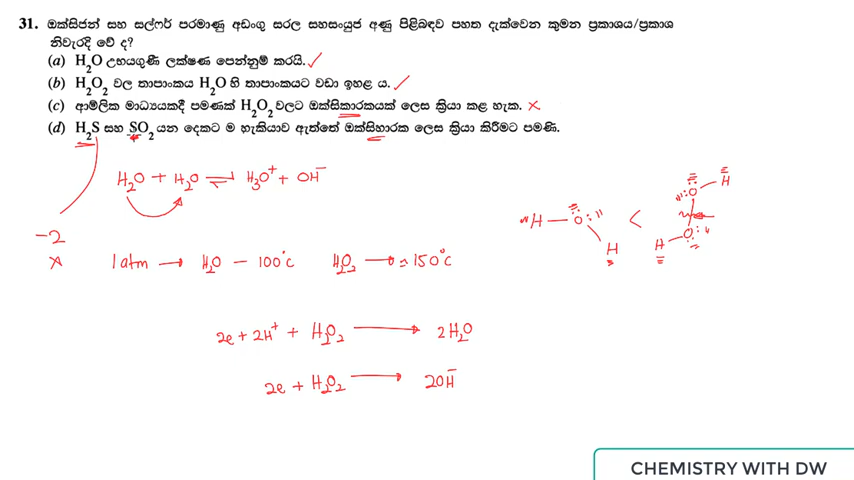 31. ඔක්සිජන් සහ සල්ෆර් පරමාණු අඩංගු සරල සහසංයුජ අණු පිළිබඳව පහත දැක්වෙන කුමන ප්‍රකාශය/ප්‍රකාශ
නිවැරදි වේ ද?
(a) H₂O උභයගුණී ලක්ෂණ පෙන්නුම් කරයි. ✓
(b) H₂O₂ වල තාපාංකය H₂O හි තාපාංකයට වඩා ඉහළ ය. ✓
(c) ආම්ලික මාධ්‍යයකදී පමණක් H₂O₂ වලට ඔක්සිකාරකයක් ලෙස ක්‍රියා කළ හැක. ×
(d) H₂S සහ SO₂ යන දෙකට ම හැකියාව ඇත්තේ ඔක්සිහාරක ලෙස ක්‍රියා කිරීමට පමණි.
H₂O + H₂O ⇌ H₃O⁺ + OH⁻
H – O H < H O O H
-2
×
1 atm → H₂O – 100°C H₂O₂ → ≈ 150°C
2e + 2H⁺ + H₂O₂ → 2H₂O
2e + H₂O₂ → 2OH⁻
CHEMISTRY WITH DW